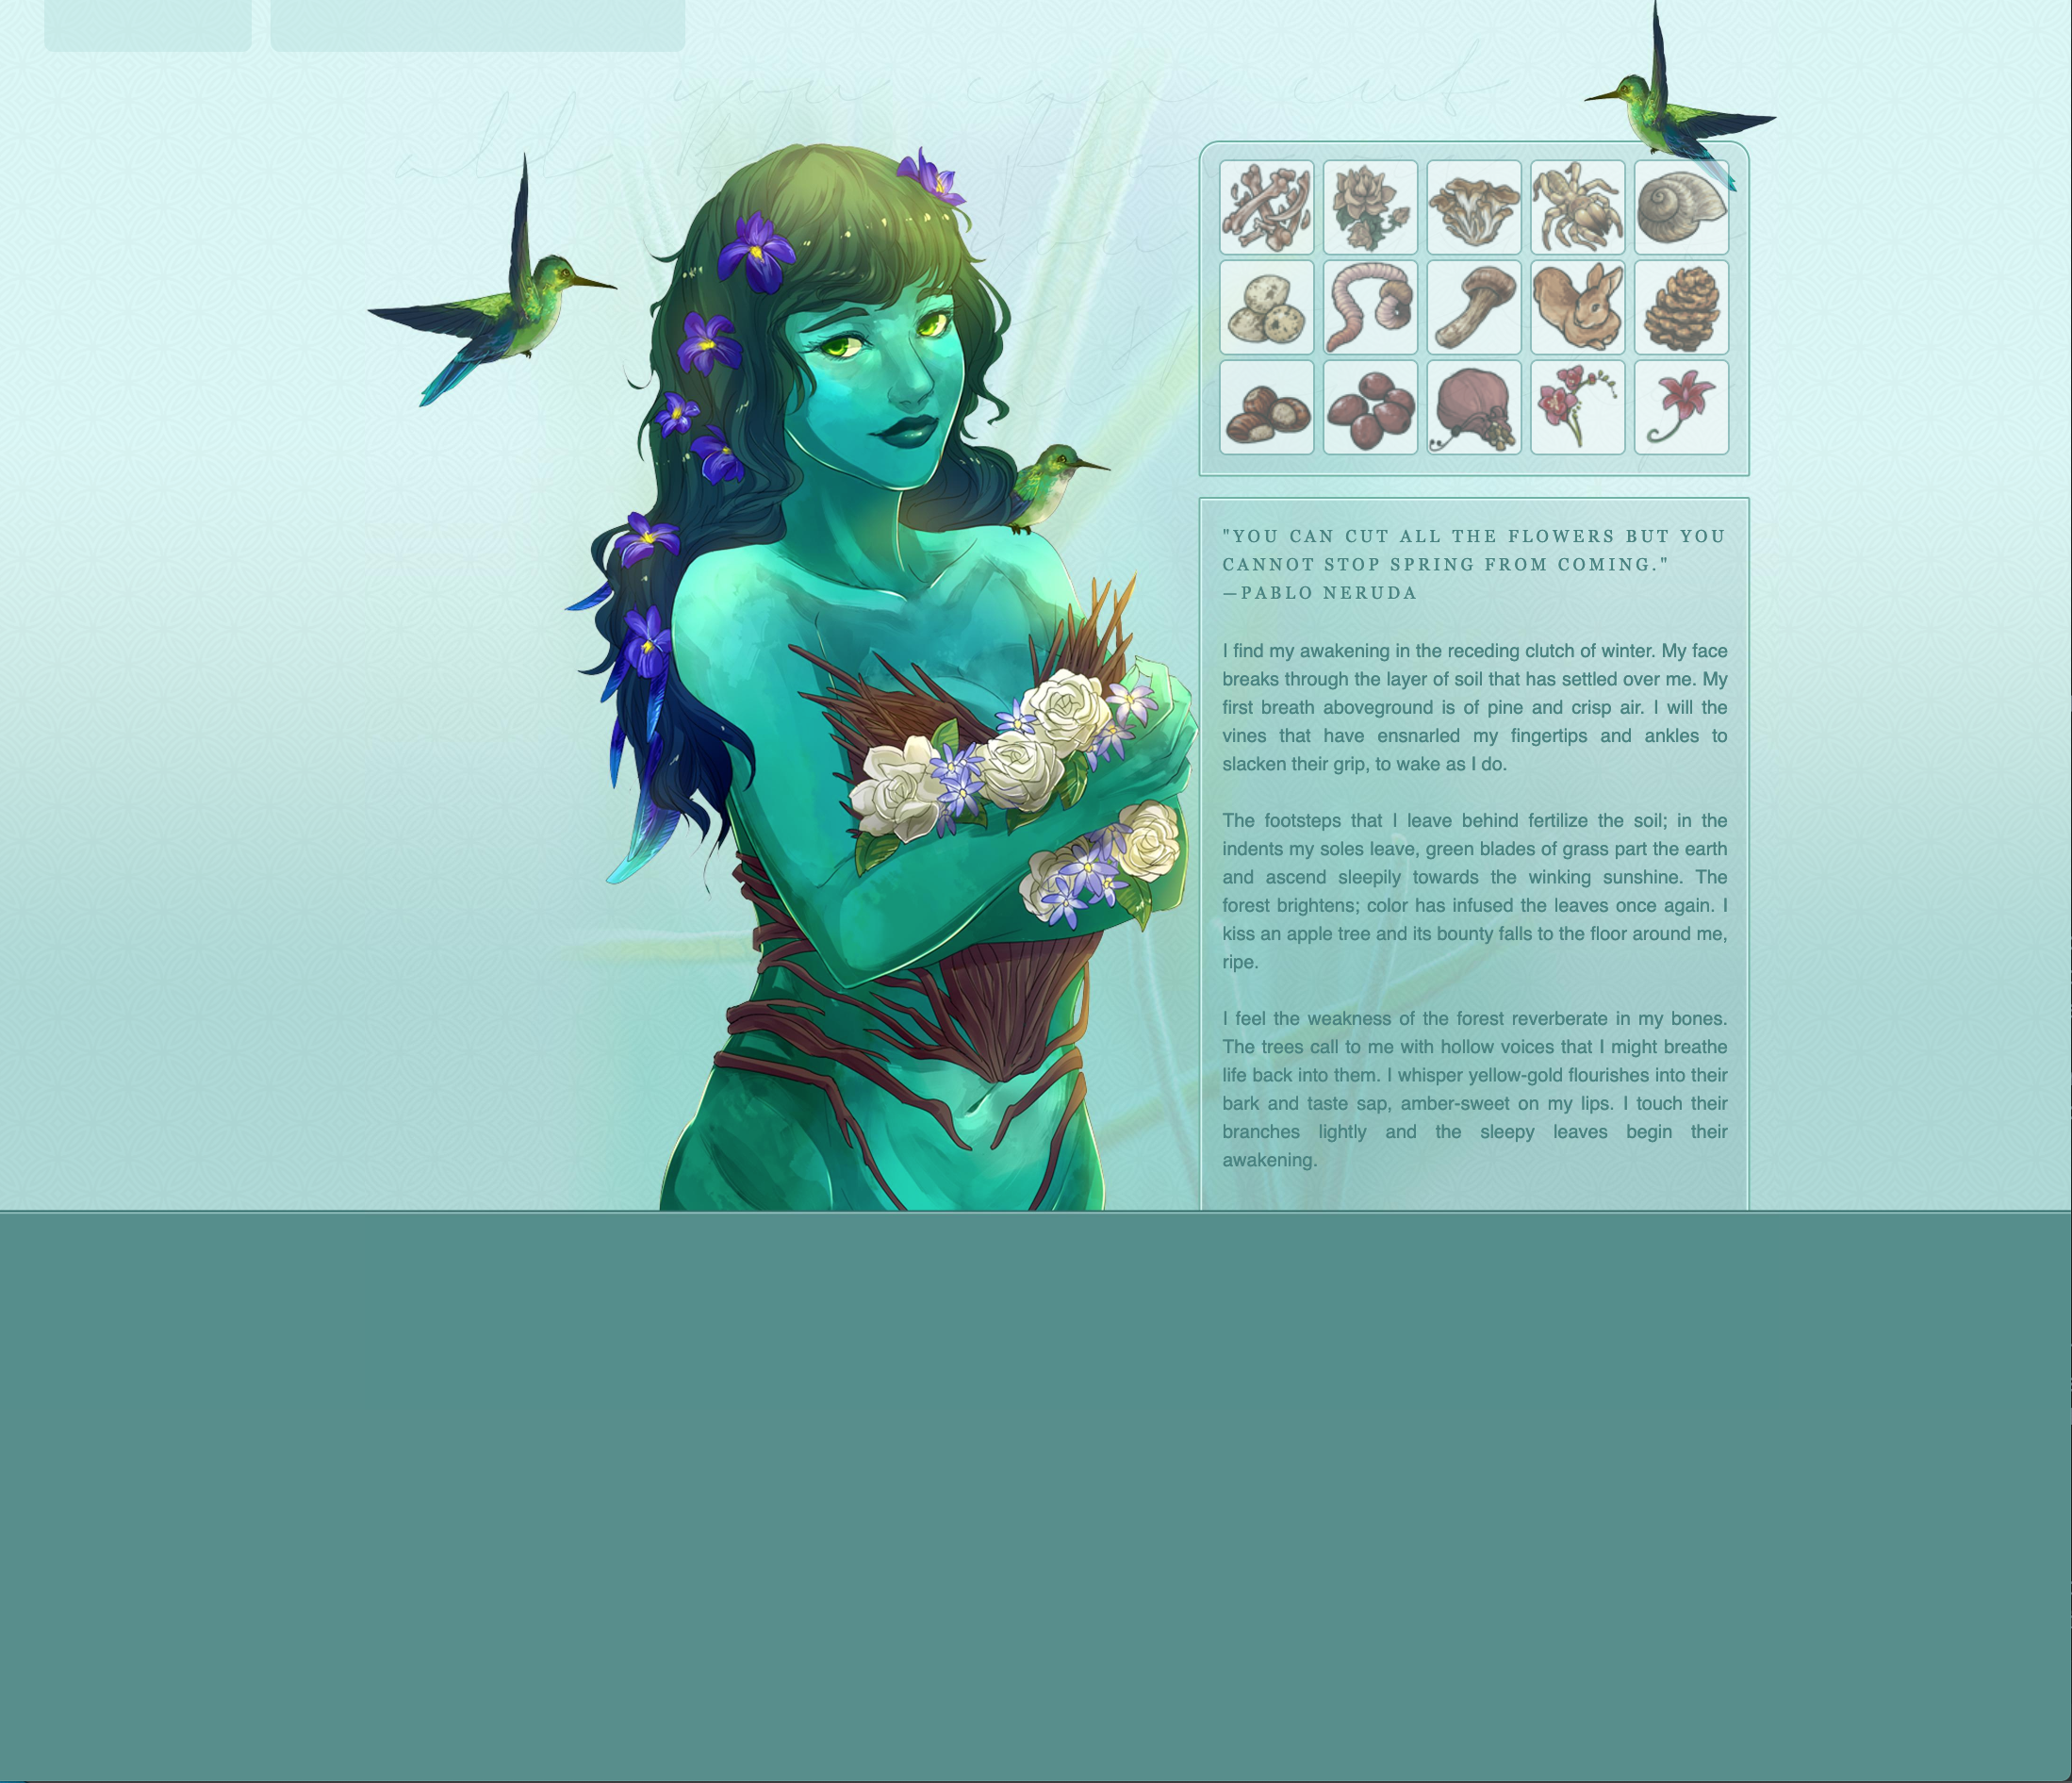 you can cut
all
"YOU CAN CUT ALL THE FLOWERS BUT YOU
CANNOT STOP SPRING FROM COMING."
—PABLO NERUDA
I find my awakening in the receding clutch of winter. My face
breaks through the layer of soil that has settled over me. My
first breath aboveground is of pine and crisp air. I will the
vines that have ensnarled my fingertips and ankles to
slacken their grip, to wake as I do.
The footsteps that I leave behind fertilize the soil; in the
indents my soles leave, green blades of grass part the earth
and ascend sleepily towards the winking sunshine. The
forest brightens; color has infused the leaves once again. I
kiss an apple tree and its bounty falls to the floor around me,
ripe.
I feel the weakness of the forest reverberate in my bones.
The trees call to me with hollow voices that I might breathe
life back into them. I whisper yellow-gold flourishes into their
bark and taste sap, amber-sweet on my lips. I touch their
branches lightly and the sleepy leaves begin their
awakening.